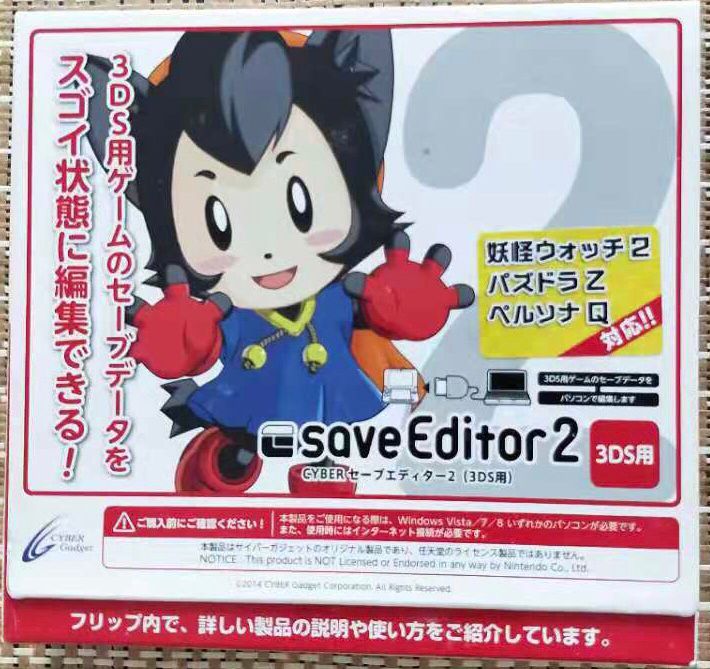 3DS用ゲームのセーブデータを
スゴイ状態に編集できる!
2
妖怪ウォッチ2
パズドラZ
ペルソナQ
対応!!
3DS用ゲームのセーブデータを
パソコンで編集します
saveEditor2
CYBER セーブエディター2(3DS用)
3DS用
CYBER
Gadget
ご購入前にご確認ください!
本製品をご使用になる際は、Windows Vista/7/8 いずれかのパソコンが必要です。
また、使用時にはインターネット接続が必要です。
本製品はサイバーガジェットのオリジナル製品であり、任天堂のライセンス製品ではありません。
NOTICE This product is NOT Licensed or Endorsed in any way by Nintendo Co., Ltd.
©2014 CYBER Gadget Corporation. All Rights Reserved.
フリップ内で、詳しい製品の説明や使い方をご紹介しています。